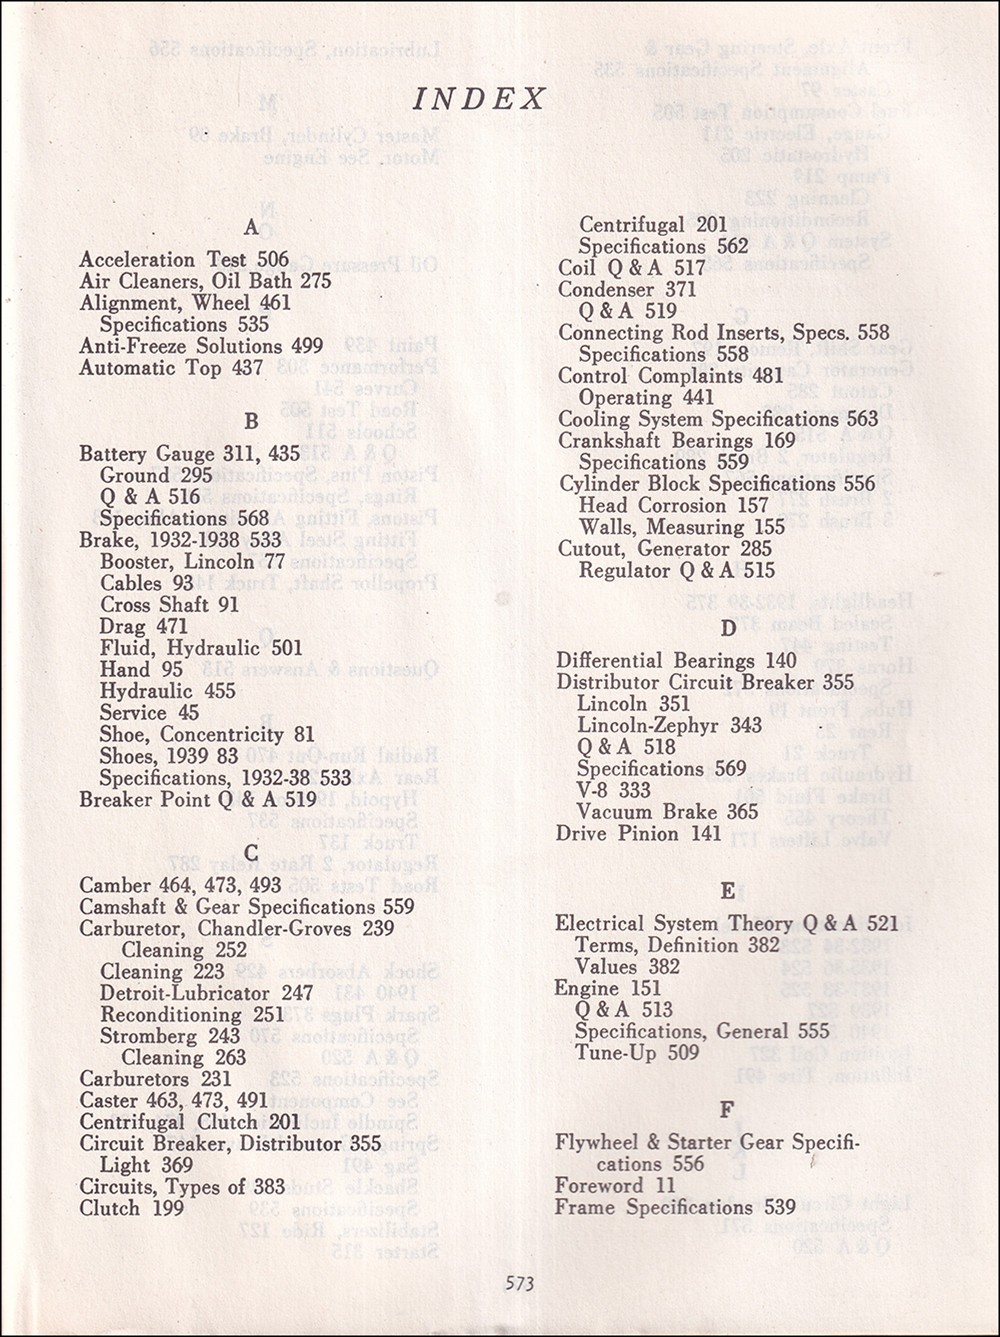 INDEX
A
Acceleration Test 506
Air Cleaners, Oil Bath 275
Alignment, Wheel 461
Specifications 535
Anti-Freeze Solutions 499
Automatic Top 437
B
Battery Gauge 311, 435
Ground 295
Q & A 516
Specifications 568
Brake, 1932-1938 533
Booster, Lincoln 77
Cables 93
Cross Shaft 91
Drag 471
Fluid, Hydraulic 501
Hand 95
Hydraulic 455
Service 45
Shoe, Concentricity 81
Shoes, 1939 83
Specifications, 1932-38 533
Breaker Point Q & A 519
C
Camber 464, 473, 493
Camshaft & Gear Specifications 559
Carburetor, Chandler-Groves 239
Cleaning 252
Cleaning 223
Detroit-Lubricator 247
Reconditioning 251
Stromberg 243
Cleaning 263
Carburetors 231
Caster 463, 473, 491
Centrifugal Clutch 201
Circuit Breaker, Distributor 355
Light 369
Circuits, Types of 383
Clutch 199
Centrifugal 201
Specifications 562
Coil Q & A 517
Condenser 371
Q & A 519
Connecting Rod Inserts, Specs. 558
Specifications 558
Control Complaints 481
Operating 441
Cooling System Specifications 563
Crankshaft Bearings 169
Specifications 559
Cylinder Block Specifications 556
Head Corrosion 157
Walls, Measuring 155
Cutout, Generator 285
Regulator Q & A 515
D
Differential Bearings 140
Distributor Circuit Breaker 355
Lincoln 351
Lincoln-Zephyr 343
Q & A 518
Specifications 569
V-8 333
Vacuum Brake 365
Drive Pinion 141
E
Electrical System Theory Q & A 521
Terms, Definition 382
Values 382
Engine 151
Q & A 513
Specifications, General 555
Tune-Up 509
F
Flywheel & Starter Gear Specifi-
cations 556
Foreword 11
Frame Specifications 539
573